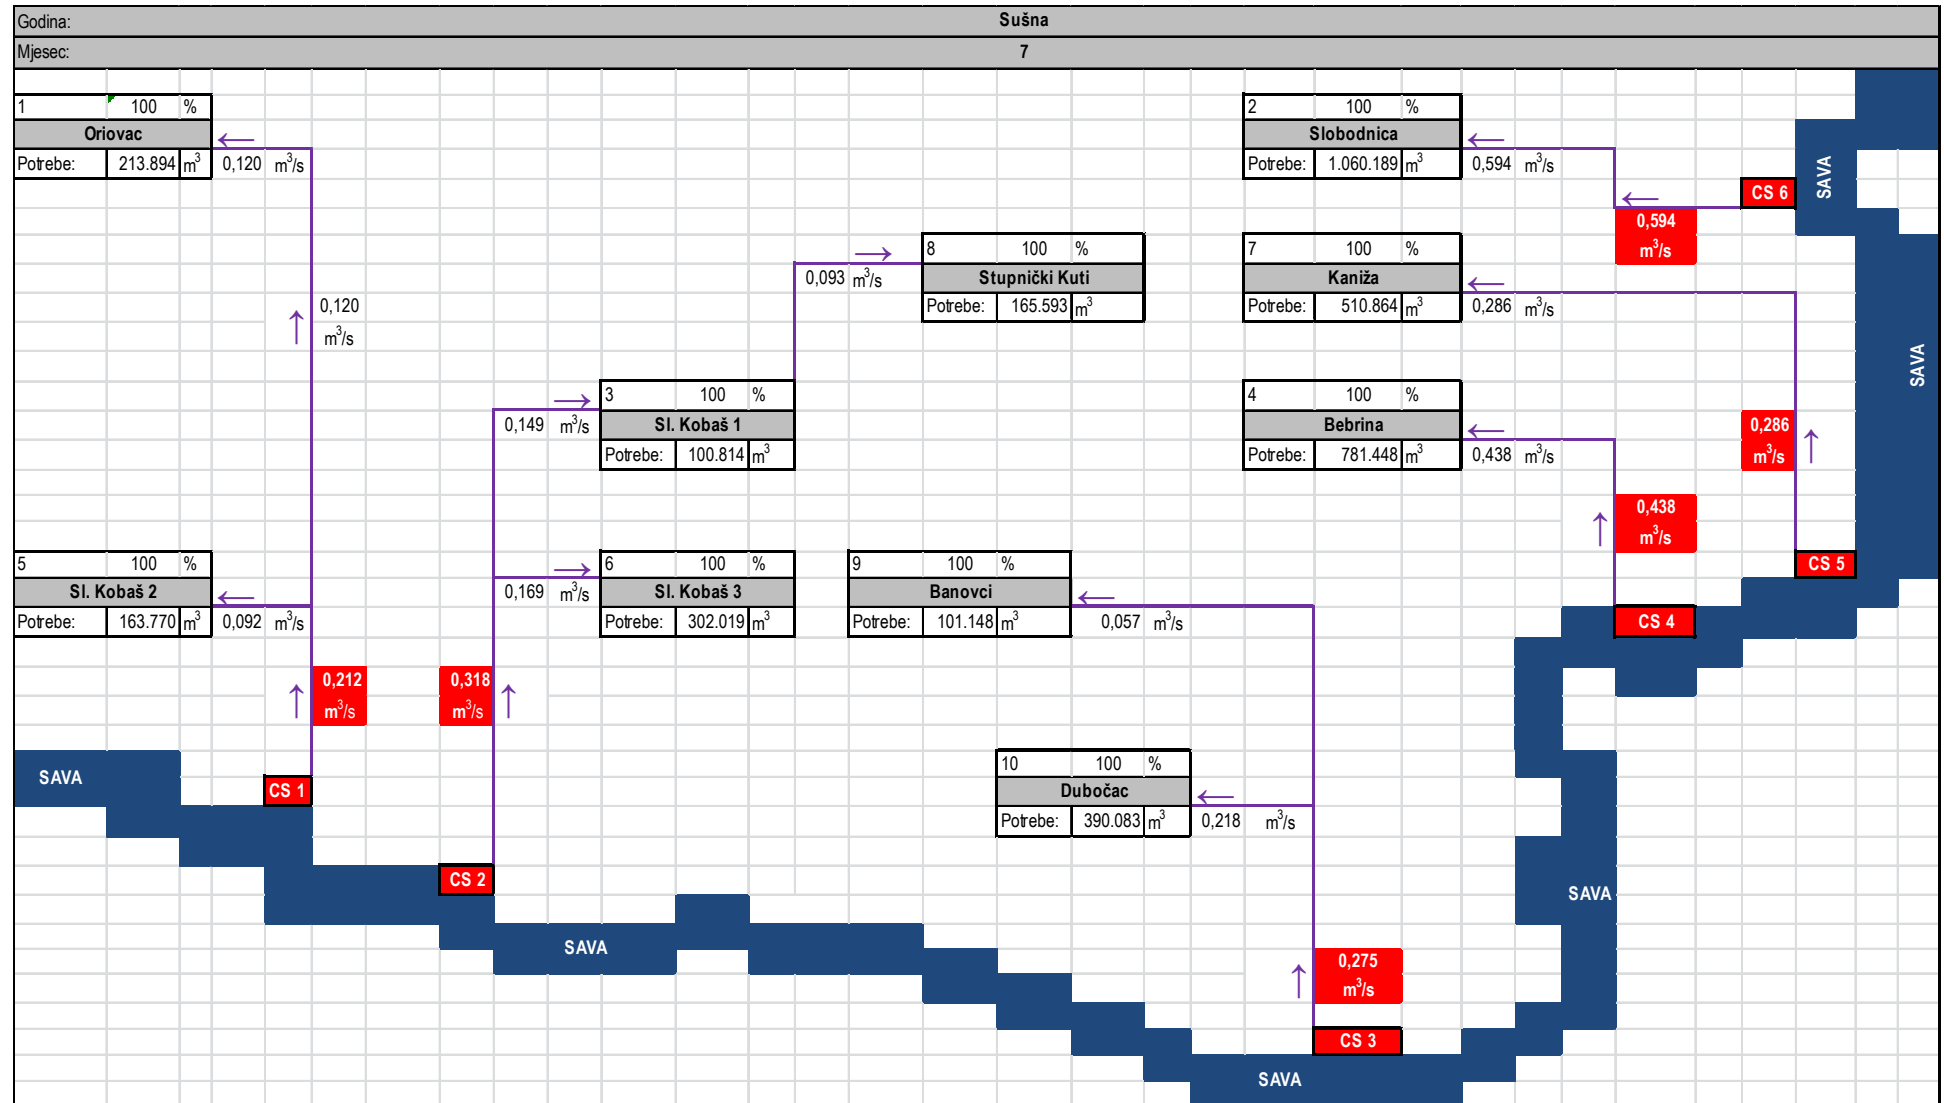 Godina: Sušna
Mjesec: 7
1 100 %
Oriovac
Potrebe: 213.894 m³
0,120 m³/s
2 100 %
Slobodnica
Potrebe: 1.060.189 m³
0,594 m³/s
CS 6
SAVA
0,594
m³/s
8 100 %
Stupnički Kuti
Potrebe: 165.593 m³
0,093 m³/s
7 100 %
Kaniža
Potrebe: 510.864 m³
0,286 m³/s
0,120
m³/s
SAVA
3 100 %
Sl. Kobaš 1
Potrebe: 100.814 m³
0,149 m³/s
4 100 %
Bebrina
Potrebe: 781.448 m³
0,438 m³/s
0,286
m³/s
0,438
m³/s
5 100 %
Sl. Kobaš 2
Potrebe: 163.770 m³
0,092 m³/s
6 100 %
Sl. Kobaš 3
Potrebe: 302.019 m³
0,169 m³/s
9 100 %
Banovci
Potrebe: 101.148 m³
0,057 m³/s
CS 5
CS 4
0,212
m³/s
0,318
m³/s
SAVA
CS 1
10 100 %
Dubočac
Potrebe: 390.083 m³
0,218 m³/s
CS 2
SAVA
SAVA
0,275
m³/s
CS 3
SAVA